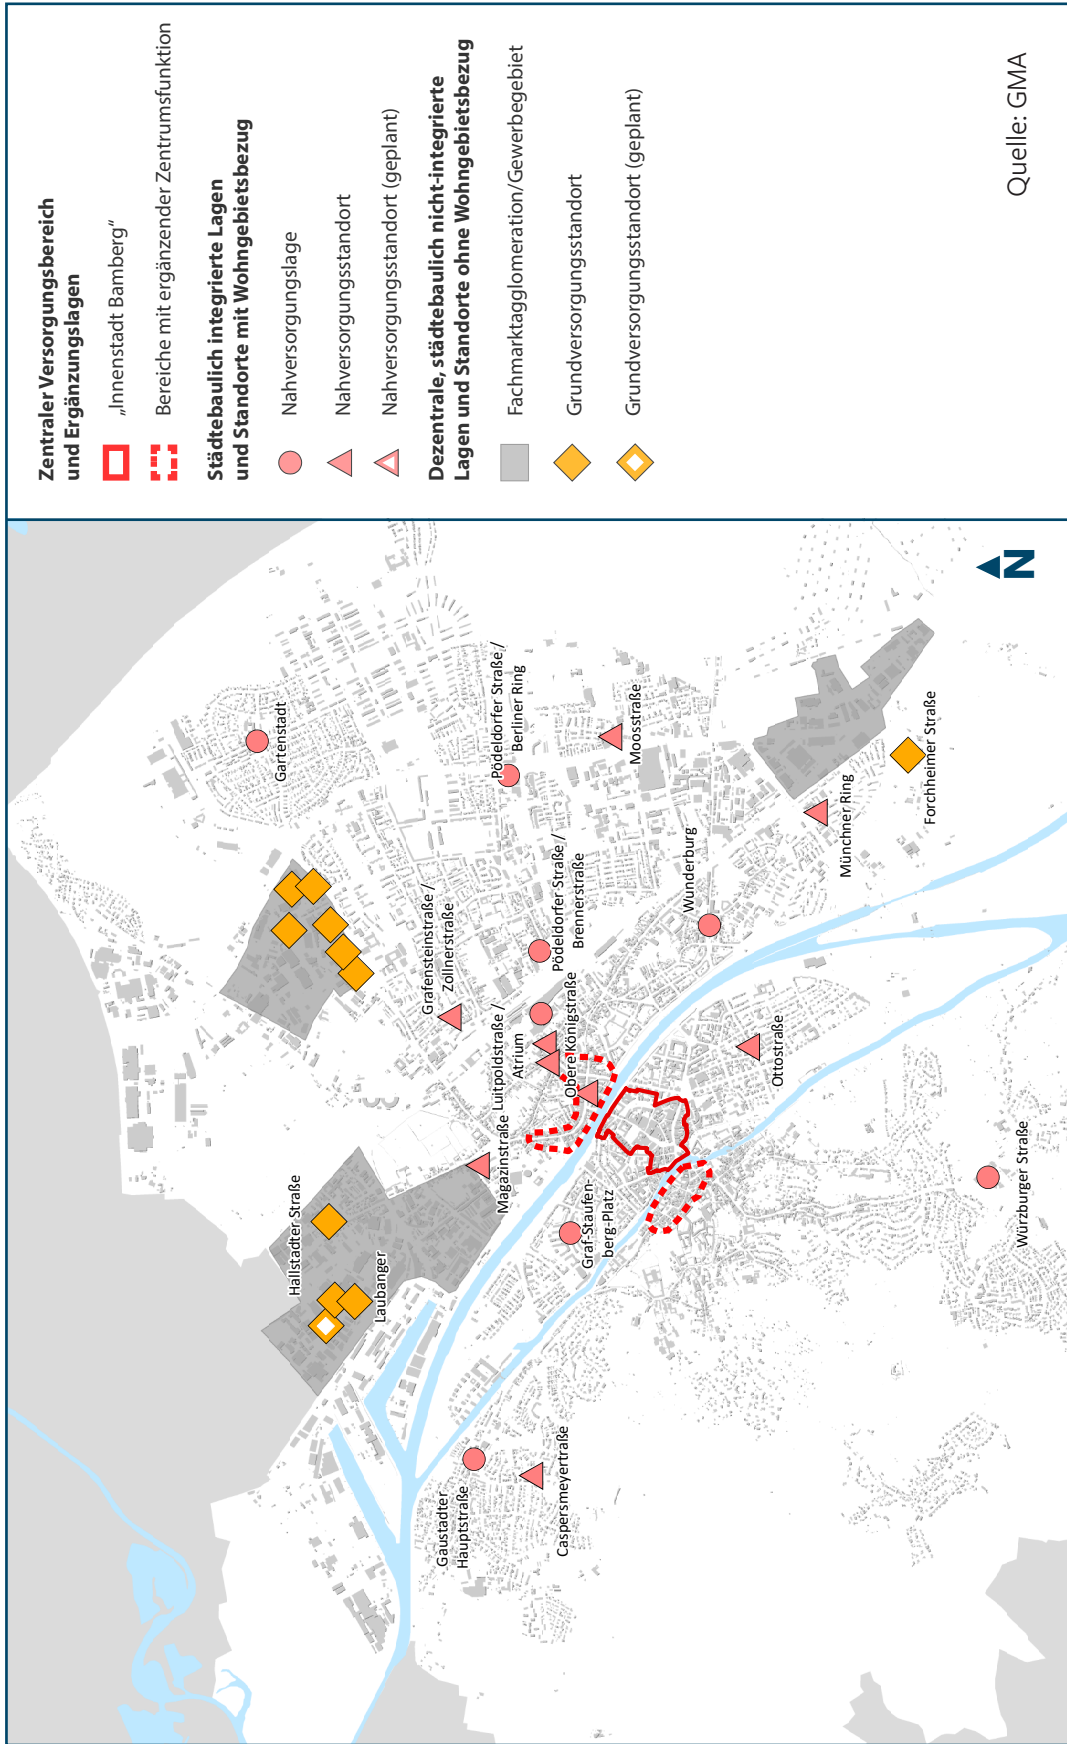 Gaustadter
Hauptstraße
Caspersmeyertraße
Hallstadter Straße
Laubanger
Graf-Staufen-
berg-Platz
Magazinstraße
Luitpoldstraße /
Atrium
Obere Königstraße
Grafensteinstraße /
Zollnerstraße
Pödeldorfer Straße /
Brennerstraße
Pödeldorfer Straße /
Berliner Ring
Gartenstadt
Moosstraße
Wunderburg
Ottostraße
Münchner Ring
Forchheimer Straße
Würzburger Straße
N
Zentraler Versorgungsbereich
und Ergänzungslagen
„Innenstadt Bamberg“
Bereiche mit ergänzender Zentrumsfunktion
Städtebaulich integrierte Lagen
und Standorte mit Wohngebietsbezug
Nahversorgungslage
Nahversorgungsstandort
Nahversorgungsstandort (geplant)
Dezentrale, städtebaulich nicht-integrierte
Lagen und Standorte ohne Wohngebietsbezug
Fachmarktagglomeration/Gewerbegebiet
Grundversorgungsstandort
Grundversorgungsstandort (geplant)
Quelle: GMA